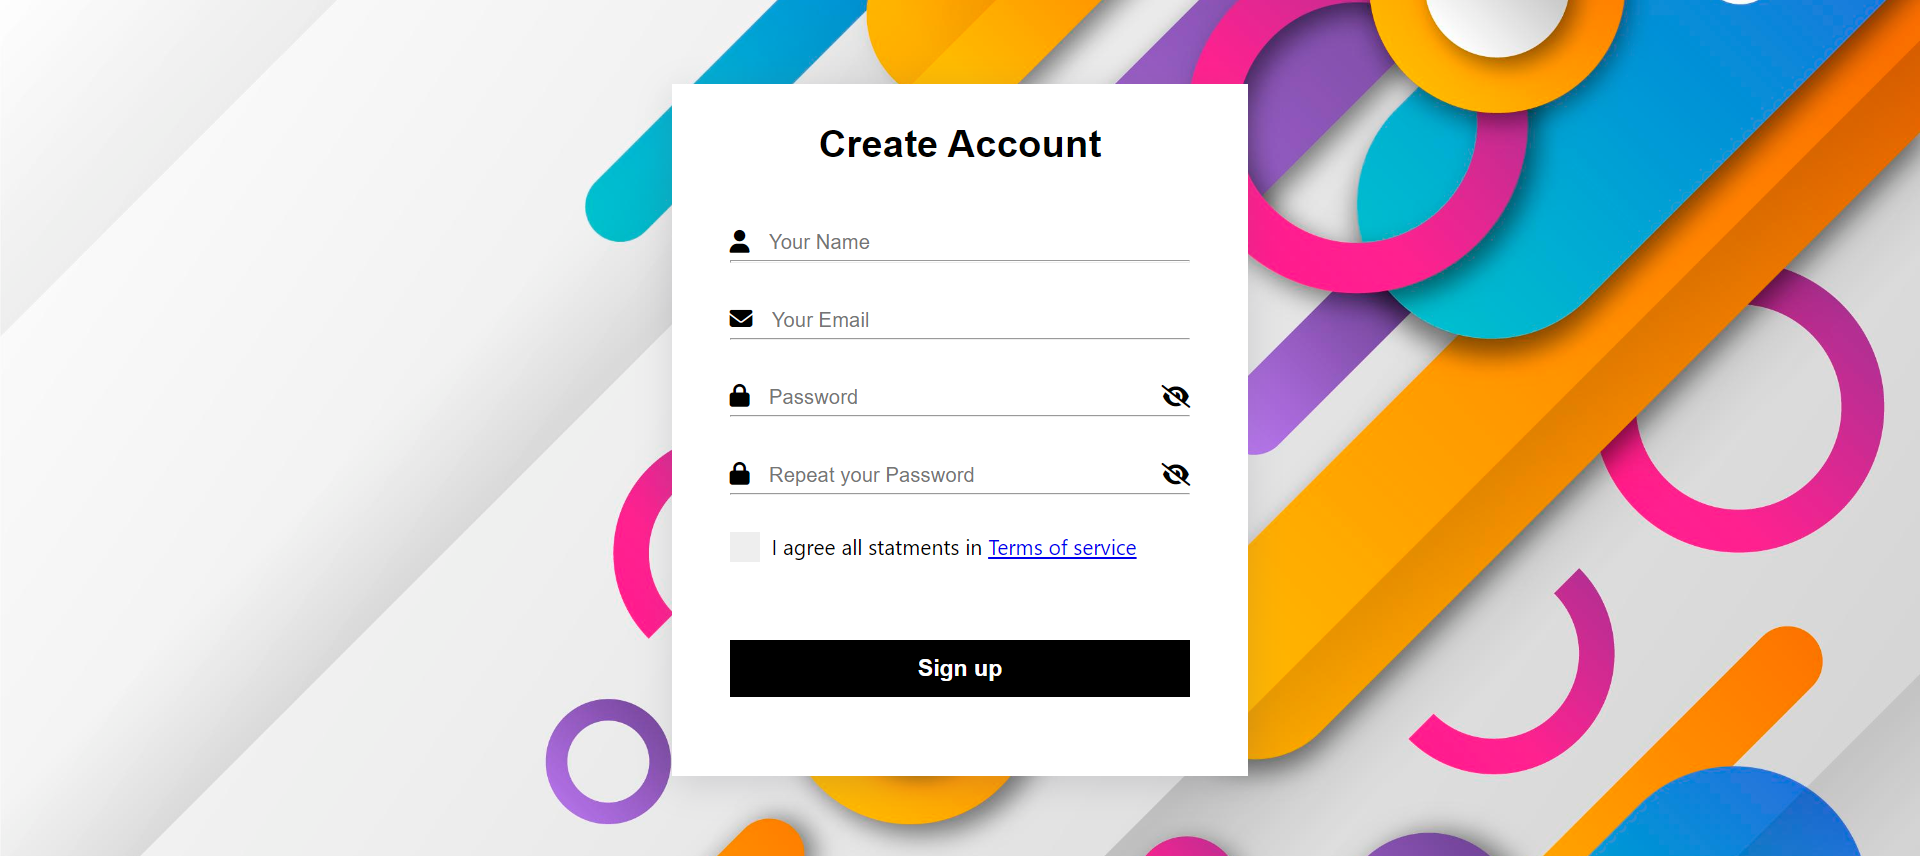 Create Account
Your Name
Your Email
Password
Repeat your Password
I agree all statments in Terms of service
Sign up